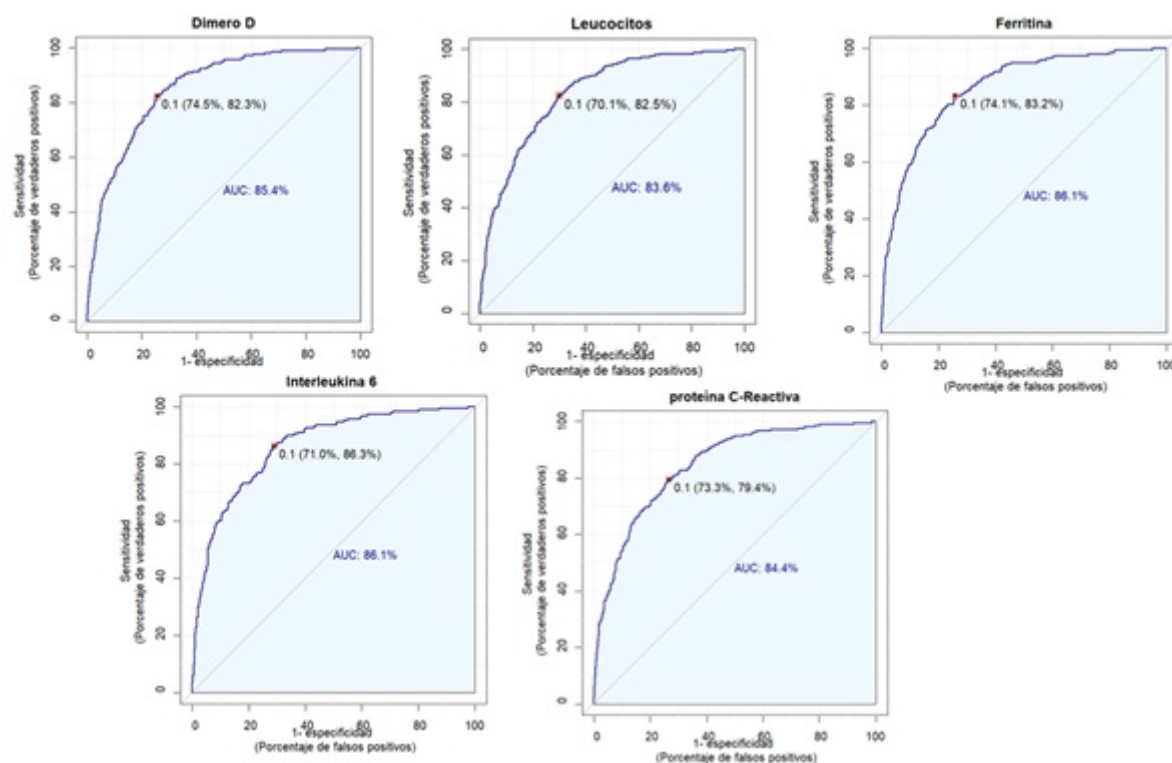 Dimero D
Sensitividad
(Porcentaje de verdaderos positivos)
0 20 40 60 80 100
0.1 (74.5%, 82.3%)
AUC: 85.4%
0 20 40 60 80 100
1- especificidad
Leucocitos
Sensitividad
(Porcentaje de verdaderos positivos)
0 20 40 60 80 100
0.1 (70.1%, 82.5%)
AUC: 83.6%
0 20 40 60 80 100
1- especificidad
(Porcentaje de falsos positivos)
Ferritina
Sensitividad
(Porcentaje de verdaderos positivos)
0 20 40 60 80 100
0.1 (74.1%, 83.2%)
AUC: 86.1%
0 20 40 60 80 100
1- especificidad
(Porcentaje de falsos positivos)
Interleukina 6
Sensitividad
(Porcentaje de verdaderos positivos)
0 20 40 60 80 100
0.1 (71.0%, 86.3%)
AUC: 86.1%
0 20 40 60 80 100
1- especificidad
(Porcentaje de falsos positivos)
proteina C-Reactiva
Sensitividad
(Porcentaje de verdaderos positivos)
0 20 40 60 80 100
0.1 (73.3%, 79.4%)
AUC: 84.4%
0 20 40 60 80 100
1- especificidad
(Porcentaje de falsos positivos)